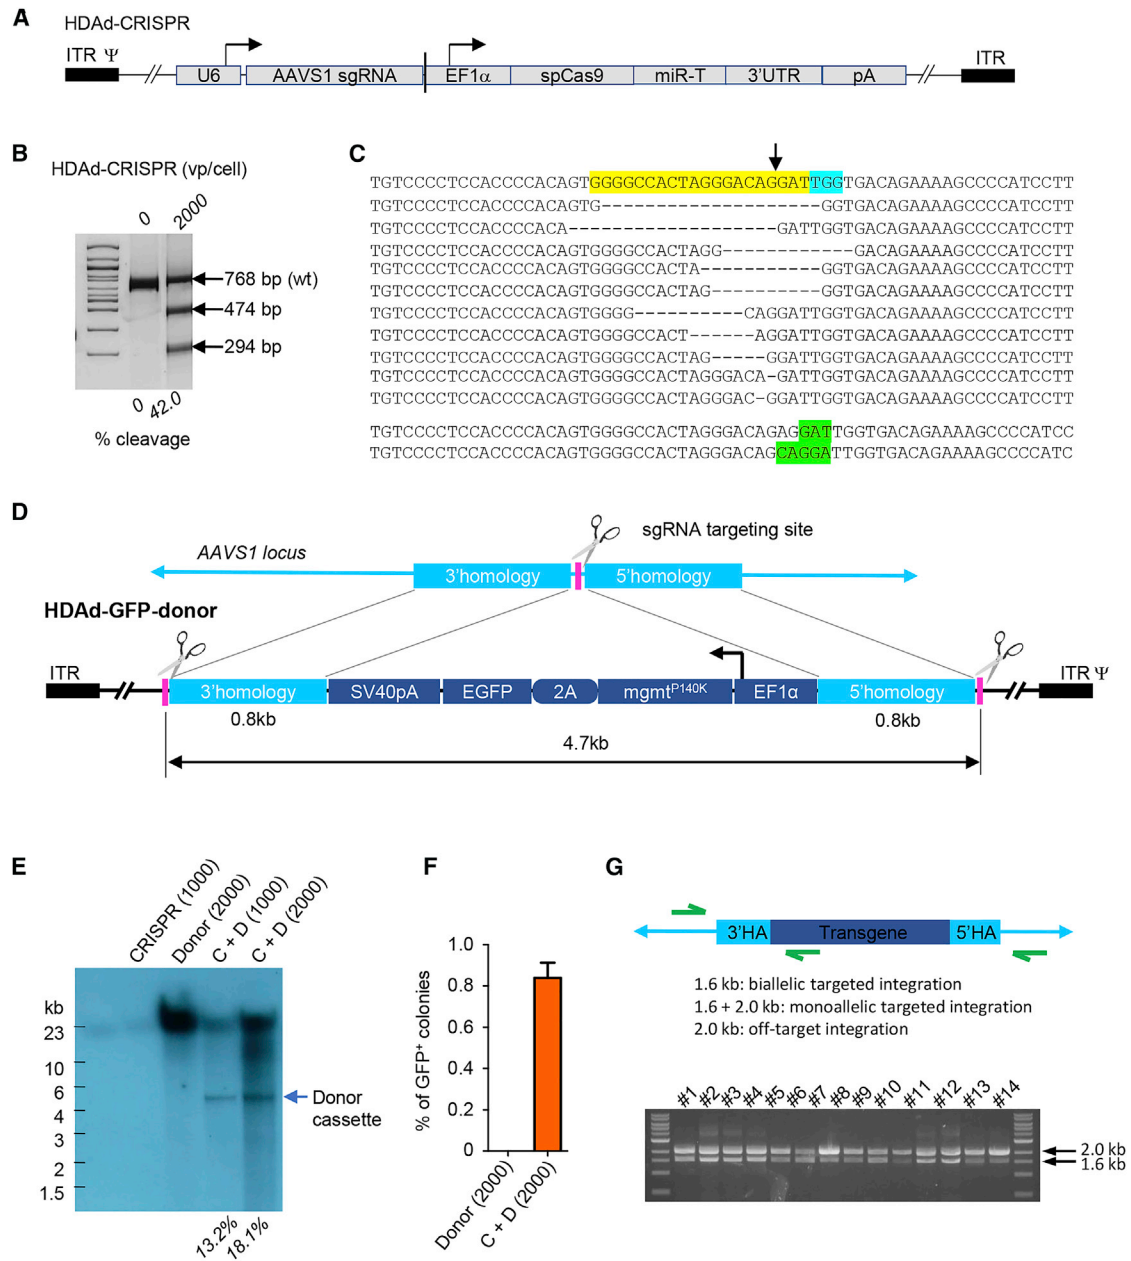 A
HDAd-CRISPR
ITR Ψ
ITR
U6
AAVS1 sgRNA
EF1α
spCas9
miR-T
3'UTR
pA
B
HDAd-CRISPR (vp/cell)
0
2000
768 bp (wt)
474 bp
294 bp
0
42.0
% cleavage
C
TGTCCCCTCCACCCCACAGTGGGGCCACTAGGGACAGGATTGGTGACAGAAAAGCCCCATCCTT
TGTCCCCTCCACCCCACAGTG--------------------GGTGACAGAAAAGCCCCATCCTT
TGTCCCCTCCACCCCACA-------------------GATTGGTGACAGAAAAGCCCCATCCTT
TGTCCCCTCCACCCCACAGTGGGGCCACTAGG------------GACAGAAAAGCCCCATCCTT
TGTCCCCTCCACCCCACAGTGGGGCCACTA-----------GGTGACAGAAAAGCCCCATCCTT
TGTCCCCTCCACCCCACAGTGGGGCCACTAG----------GGTGACAGAAAAGCCCCATCCTT
TGTCCCCTCCACCCCACAGTGGGG----------CAGGATTGGTGACAGAAAAGCCCCATCCTT
TGTCCCCTCCACCCCACAGTGGGGCCACT------AGGATTGGTGACAGAAAAGCCCCATCCTT
TGTCCCCTCCACCCCACAGTGGGGCCACTAG-----GGATTGGTGACAGAAAAGCCCCATCCTT
TGTCCCCTCCACCCCACAGTGGGGCCACTAGGGACA-GATTGGTGACAGAAAAGCCCCATCCTT
TGTCCCCTCCACCCCACAGTGGGGCCACTAGGGAC-GGATTGGTGACAGAAAAGCCCCATCCTT
TGTCCCCTCCACCCCACAGTGGGGCCACTAGGGACAGAGGATTGGTGACAGAAAAGCCCCATCC
TGTCCCCTCCACCCCACAGTGGGGCCACTAGGGACAGCAGGATTGGTGACAGAAAAGCCCCATC
D
sgRNA targeting site
AAVS1 locus
3'homology
5'homology
HDAd-GFP-donor
ITR
ITR Ψ
3'homology
SV40pA
EGFP
2A
mgmtP140K
EF1α
5'homology
0.8kb
0.8kb
4.7kb
E
CRISPR (1000)
Donor (2000)
C + D (1000)
C + D (2000)
kb
23
10
6
4
3
2
1.5
Donor
cassette
13.2%
18.1%
F
% of GFP+ colonies
1.0
0.8
0.6
0.4
0.2
0
Donor (2000)
C + D (2000)
G
3'HA
Transgene
5'HA
1.6 kb: biallelic targeted integration
1.6 + 2.0 kb: monoallelic targeted integration
2.0 kb: off-target integration
#1 #2 #3 #4 #5 #6 #7 #8 #9 #10 #11 #12 #13 #14
2.0 kb
1.6 kb